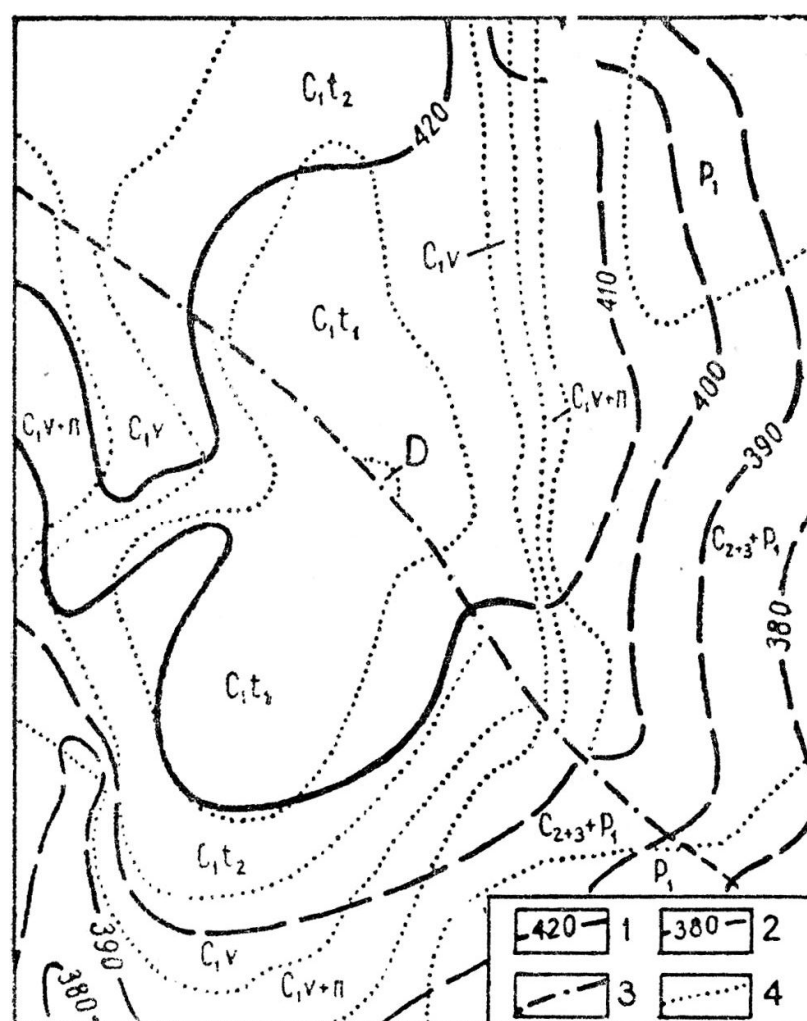 C₁t₂
420
P₁
C₁v
410
C₁t₁
400
C₁v+n
C₁v
C₁v+n
390
D
C₂₊₃+P₁
380
C₁t₁
C₂₊₃+P₁
C₁t₂
P₁
390
C₁v
380
C₁v+n
420 1 380 2
3 4